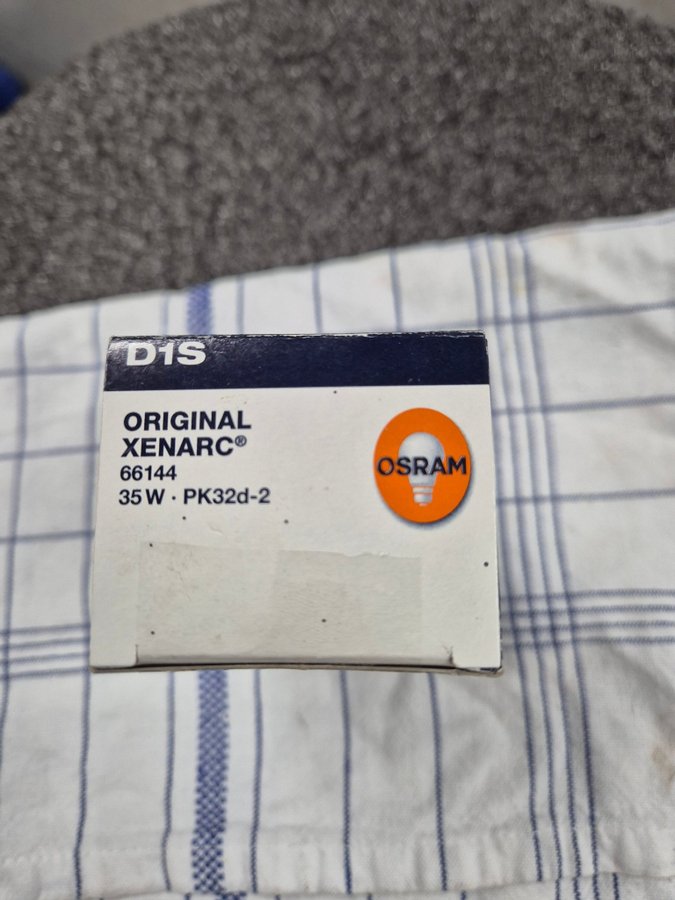 D1S
ORIGINAL
XENARC®
66144
35 W · PK32d-2
OSRAM